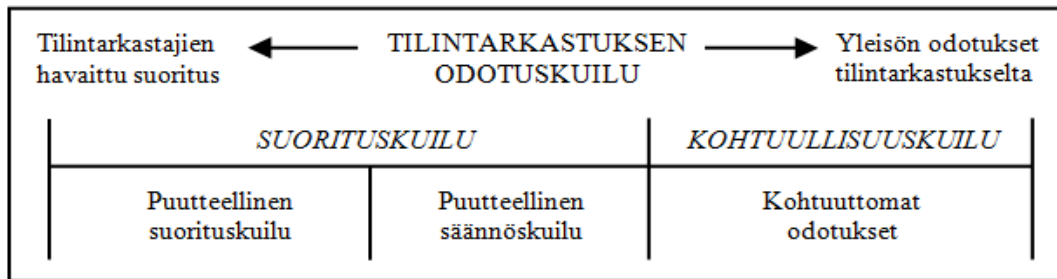 Tilintarkastajien
havaittu suoritus
TILINTARKASTUKSEN
ODOTUSKUILU
Yleisön odotukset
tilintarkastukselta
SUORITUSKUILU
KOHTUULLISUUSKUILU
Puutteellinen
suorituskuilu
Puutteellinen
säännöskuilu
Kohtuuttomat
odotukset